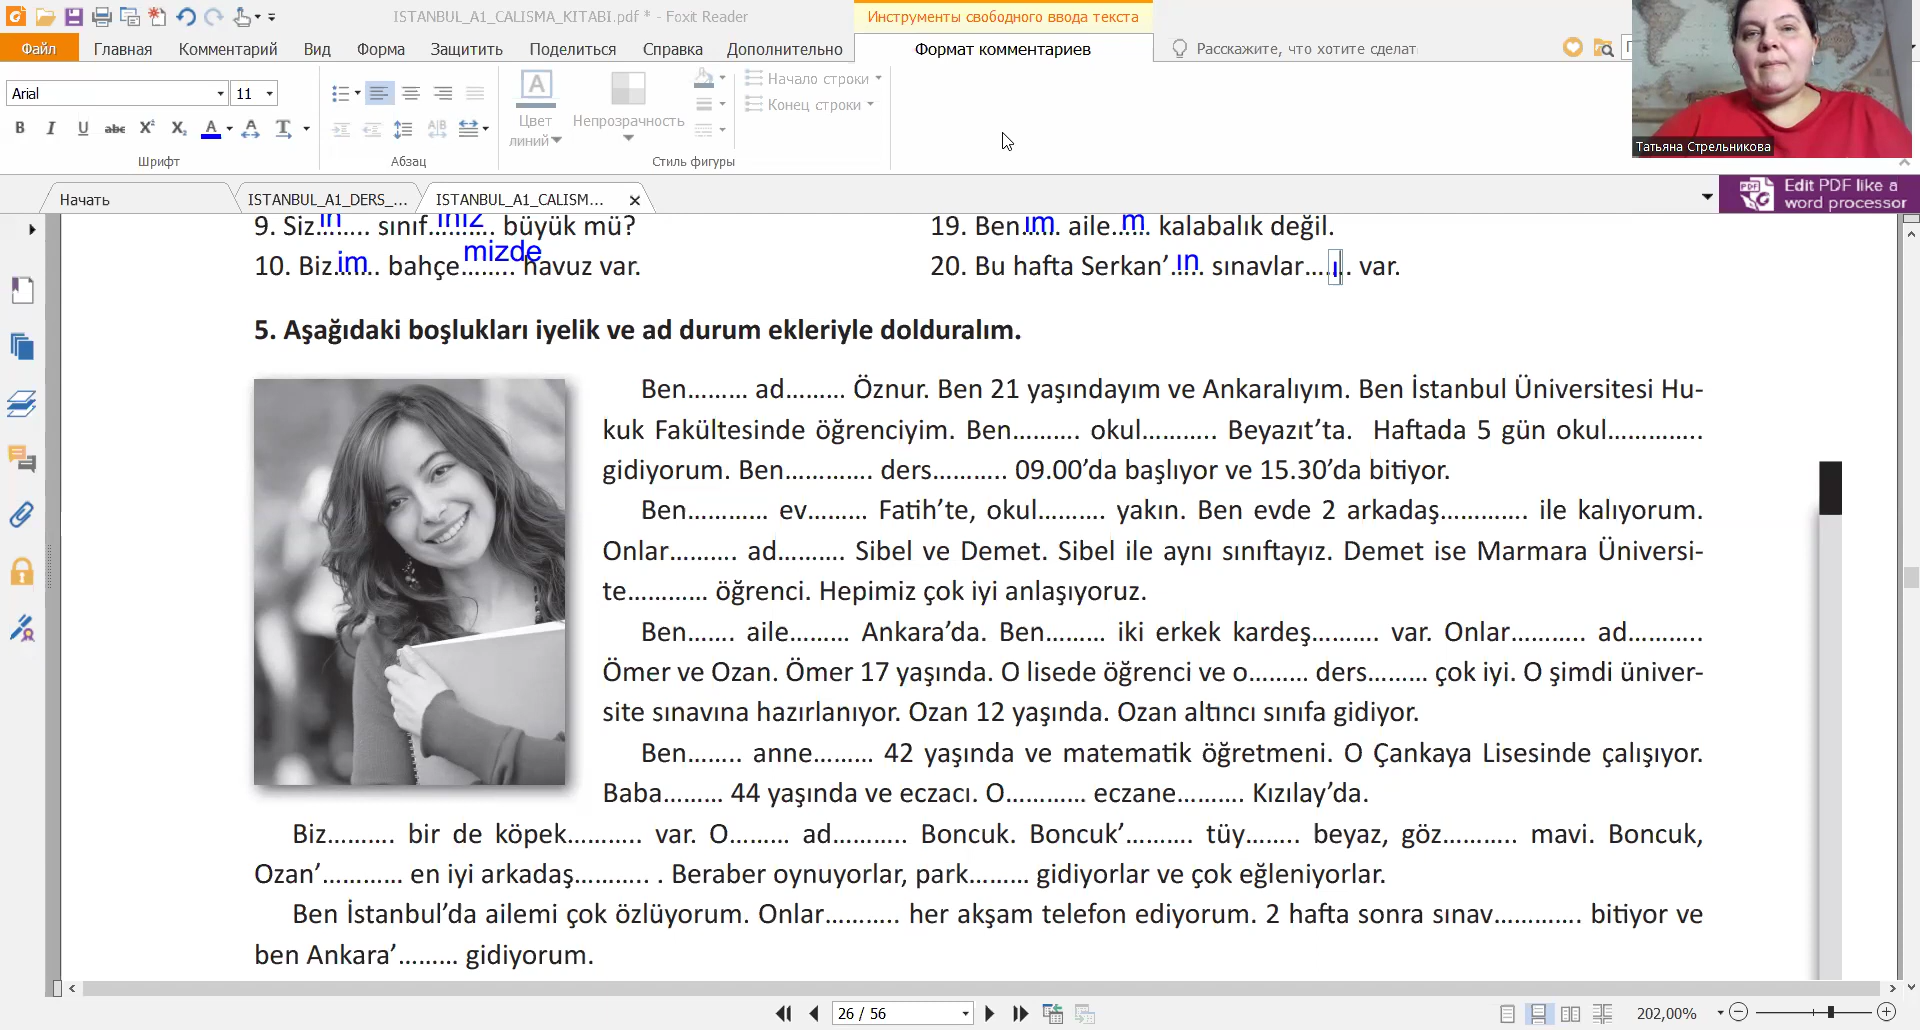 ISTANBUL_A1_CALISMA_KITABI.pdf * - Foxit Reader
Инструменты свободного ввода текста
Файл Главная Комментарий Вид Форма Защитить Поделиться Справка Дополнительно Формат комментариев Расскажите, что хотите сделат
Arial 11
Цвет линий
Непрозрачность
Начало строки
Конец строки
Шрифт Абзац Стиль фигуры
Татьяна Стрельникова
Начать ISTANBUL_A1_DERS_... ISTANBUL_A1_CALISM...
Edit PDF like a
word processor
9. Siz in ........ sınıf iniz .......... büyük mü?
10. Biz im ........ bahçe mizde ........ havuz var.
19. Ben ım ...... aile m ...... kalabalık değil.
20. Bu hafta Serkan’ ın ..... sınavlar ı ....... var.
5. Aşağıdaki boşlukları iyelik ve ad durum ekleriyle dolduralım.
Ben......... ad......... Öznur. Ben 21 yaşındayım ve Ankaralıyım. Ben İstanbul Üniversitesi Hu-
kuk Fakültesinde öğrenciyim. Ben.......... okul........... Beyazıt’ta. Haftada 5 gün okul..............
gidiyorum. Ben............. ders........... 09.00’da başlıyor ve 15.30’da bitiyor.
Ben............ ev......... Fatih’te, okul.......... yakın. Ben evde 2 arkadaş............. ile kalıyorum.
Onlar.......... ad.......... Sibel ve Demet. Sibel ile aynı sınıftayız. Demet ise Marmara Üniversi-
te............ öğrenci. Hepimiz çok iyi anlaşıyoruz.
Ben....... aile......... Ankara’da. Ben......... iki erkek kardeş.......... var. Onlar........... ad...........
Ömer ve Ozan. Ömer 17 yaşında. O lisede öğrenci ve o......... ders......... çok iyi. O şimdi üniver-
site sınavına hazırlanıyor. Ozan 12 yaşında. Ozan altıncı sınıfa gidiyor.
Ben........ anne......... 42 yaşında ve matematik öğretmeni. O Çankaya Lisesinde çalışıyor.
Baba......... 44 yaşında ve eczacı. O............ eczane.......... Kızılay’da.
Biz.......... bir de köpek........... var. O......... ad........... Boncuk. Boncuk’.......... tüy........ beyaz, göz........... mavi. Boncuk,
Ozan’............ en iyi arkadaş........... . Beraber oynuyorlar, park......... gidiyorlar ve çok eğleniyorlar.
Ben İstanbul’da ailemi çok özlüyorum. Onlar........... her akşam telefon ediyorum. 2 hafta sonra sınav............. bitiyor ve
ben Ankara’......... gidiyorum.
26 / 56
202,00%